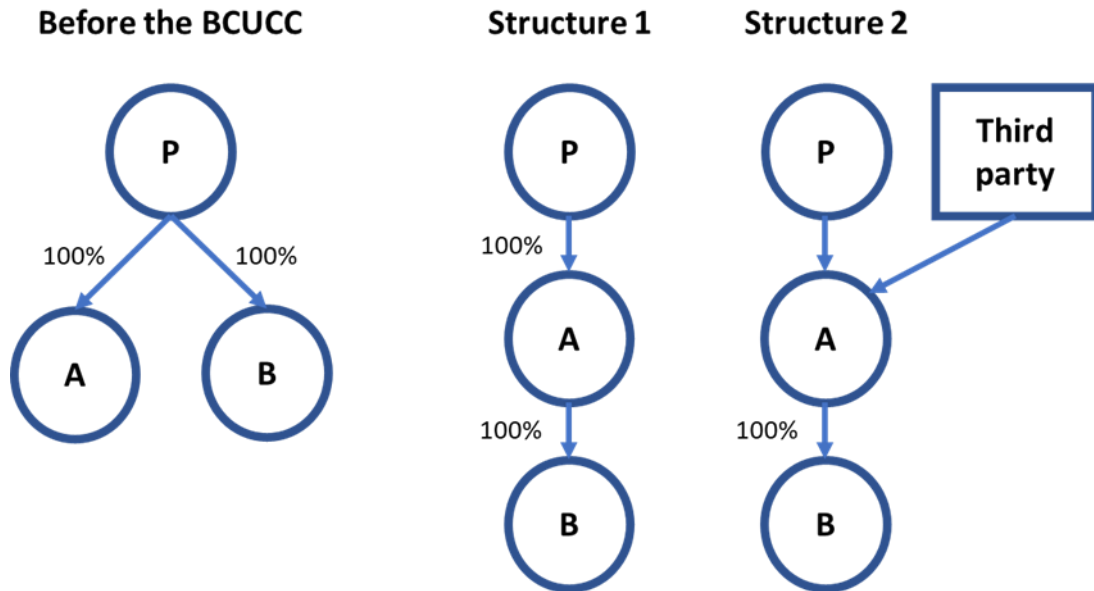 Before the BCUCC
Structure 1
Structure 2
P
100%
100%
A
B
P
100%
A
100%
B
P
Third
party
A
100%
B